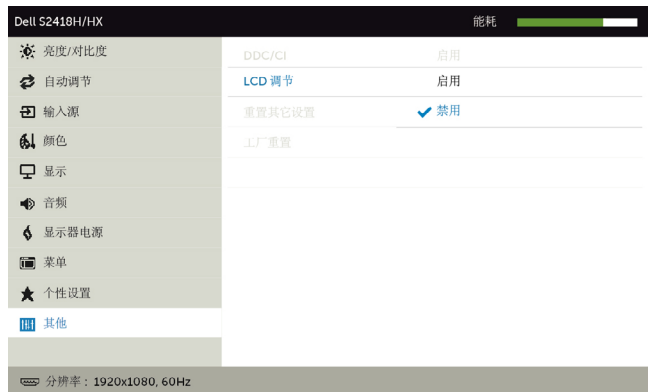 Dell S2418H/HX 能耗
亮度/对比度 DDC/CI 启用
自动调节 LCD 调节 启用
输入源 重置其它设置 禁用
颜色 工厂重置
显示
音频
显示器电源
菜单
个性设置
其他
分辨率：1920x1080, 60Hz